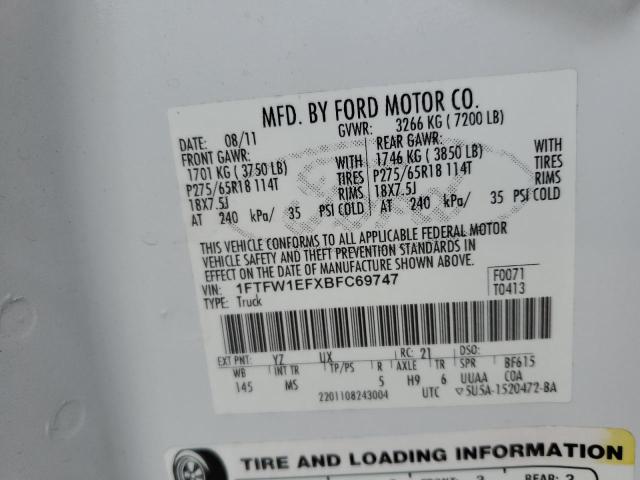 MFD. BY FORD MOTOR CO.
DATE: 08/11 GVWR: 3266 KG ( 7200 LB)
FRONT GAWR: REAR GAWR:
1701 KG ( 3750 LB) WITH 1746 KG ( 3850 LB) WITH
P275/65R18 114T TIRES P275/65R18 114T TIRES
18X7.5J RIMS 18X7.5J RIMS
AT 240 kPa/ 35 PSI COLD AT 240 kPa/ 35 PSI COLD
THIS VEHICLE CONFORMS TO ALL APPLICABLE FEDERAL MOTOR
VEHICLE SAFETY AND THEFT PREVENTION STANDARDS IN
EFFECT ON THE DATE OF MANUFACTURE SHOWN ABOVE.
VIN: 1FTFW1EFXBFC69747 F0071
TYPE: Truck T0413
EXT PNT: YZ UX RC: 21 DSO:
WB INT TR TP/PS R AXLE TR SPR BF615
145 MS 5 H9 6 UUAA COA
2201108243004 UTC ▽5U5A-1520472-BA
TIRE AND LOADING INFORMATION